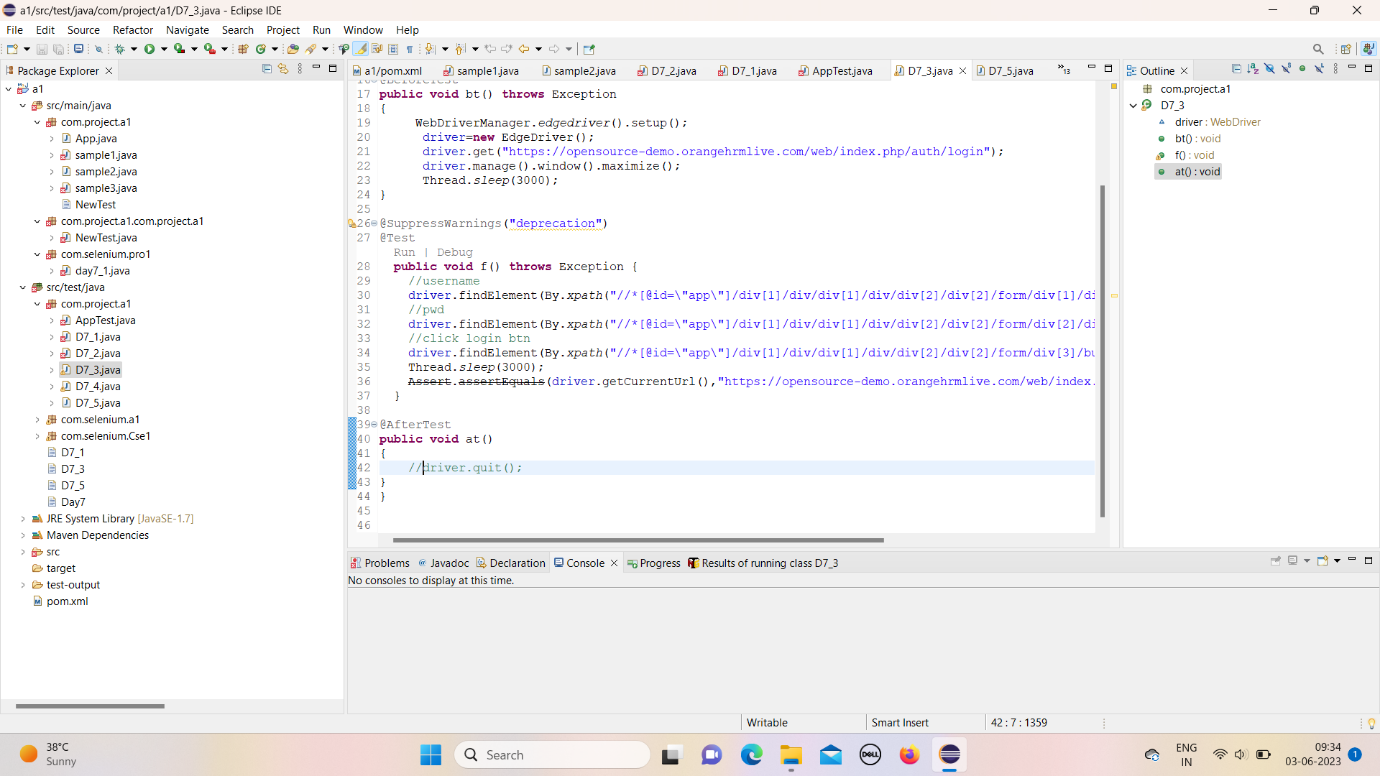 a1/src/test/java/com/project/a1/D7_3.java - Eclipse IDE
File Edit Source Refactor Navigate Search Project Run Window Help
Package Explorer
a1
src/main/java
com.project.a1
App.java
sample1.java
sample2.java
sample3.java
NewTest
com.project.a1.com.project.a1
NewTest.java
com.selenium.pro1
day7_1.java
src/test/java
com.project.a1
AppTest.java
D7_1.java
D7_2.java
D7_3.java
D7_4.java
D7_5.java
com.selenium.a1
com.selenium.Cse1
D7_1
D7_3
D7_5
Day7
JRE System Library [JavaSE-1.7]
Maven Dependencies
src
target
test-output
pom.xml
a1/pom.xml sample1.java sample2.java D7_2.java D7_1.java AppTest.java D7_3.java D7_5.java »13
16 @BeforeTest
17 public void bt() throws Exception
18 {
19 WebDriverManager.edgedriver().setup();
20 driver=new EdgeDriver();
21 driver.get("https://opensource-demo.orangehrmlive.com/web/index.php/auth/login");
22 driver.manage().window().maximize();
23 Thread.sleep(3000);
24 }
25
26 @SuppressWarnings("deprecation")
27 @Test
Run | Debug
28 public void f() throws Exception {
29 //username
30 driver.findElement(By.xpath("//*[@id=\"app\"]/div[1]/div/div[1]/div/div[2]/div[2]/form/div[1]/di
31 //pwd
32 driver.findElement(By.xpath("//*[@id=\"app\"]/div[1]/div/div[1]/div/div[2]/div[2]/form/div[2]/di
33 //click login btn
34 driver.findElement(By.xpath("//*[@id=\"app\"]/div[1]/div/div[1]/div/div[2]/div[2]/form/div[3]/bu
35 Thread.sleep(3000);
36 Assert.assertEquals(driver.getCurrentUrl(),"https://opensource-demo.orangehrmlive.com/web/index.
37 }
38
39 @AfterTest
40 public void at()
41 {
42 //driver.quit();
43 }
44 }
45
46
Outline
com.project.a1
D7_3
driver : WebDriver
bt() : void
f() : void
at() : void
Problems Javadoc Declaration Console Progress Results of running class D7_3
No consoles to display at this time.
Writable Smart Insert 42 : 7 : 1359
38°C
Sunny
Search
DELL
ENG
IN
09:34
03-06-2023
1